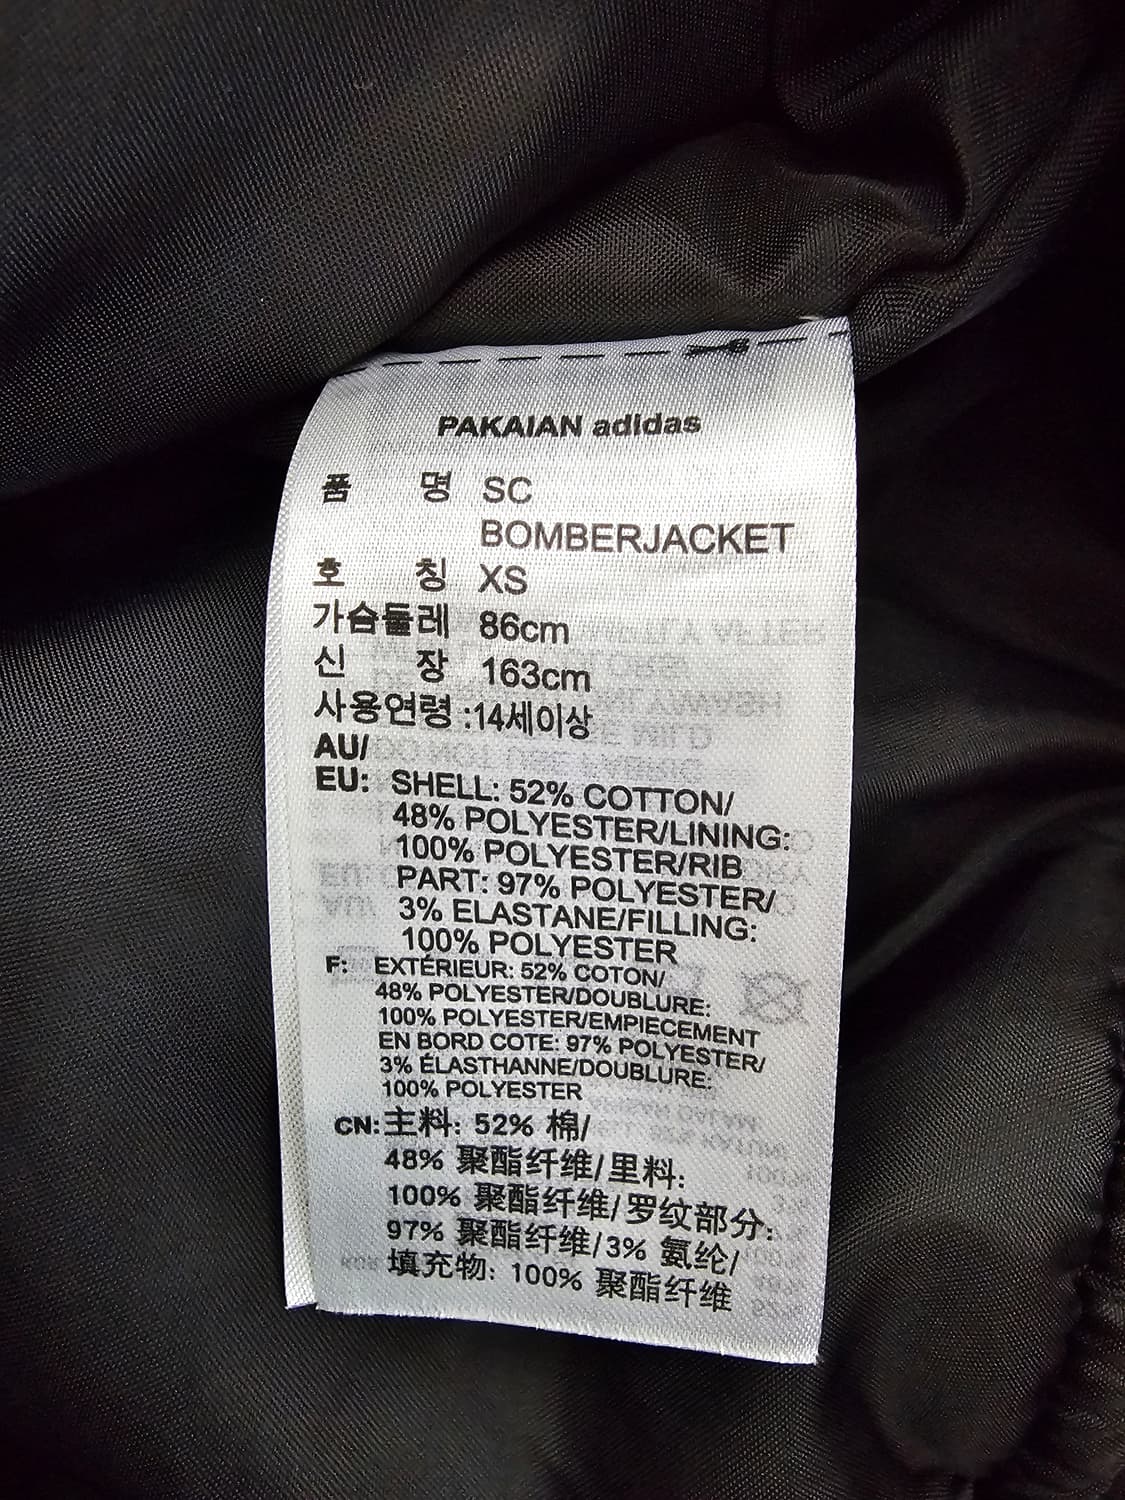 PAKAIAN adidas
품 명 SC
BOMBERJACKET
호 칭 XS
가슴둘레 86cm
신 장 163cm
사용연령 :14세이상
AU/
EU: SHELL: 52% COTTON/
48% POLYESTER/LINING:
100% POLYESTER/RIB
PART: 97% POLYESTER/
3% ELASTANE/FILLING:
100% POLYESTER
F: EXTÉRIEUR: 52% COTON/
48% POLYESTER/DOUBLURE:
100% POLYESTER/EMPIECEMENT
EN BORD COTE: 97% POLYESTER/
3% ÉLASTHANNE/DOUBLURE:
100% POLYESTER
CN: 主料: 52% 棉/
48% 聚酯纤维/里料:
100% 聚酯纤维/罗纹部分:
97% 聚酯纤维/3% 氨纶/
填充物: 100% 聚酯纤维